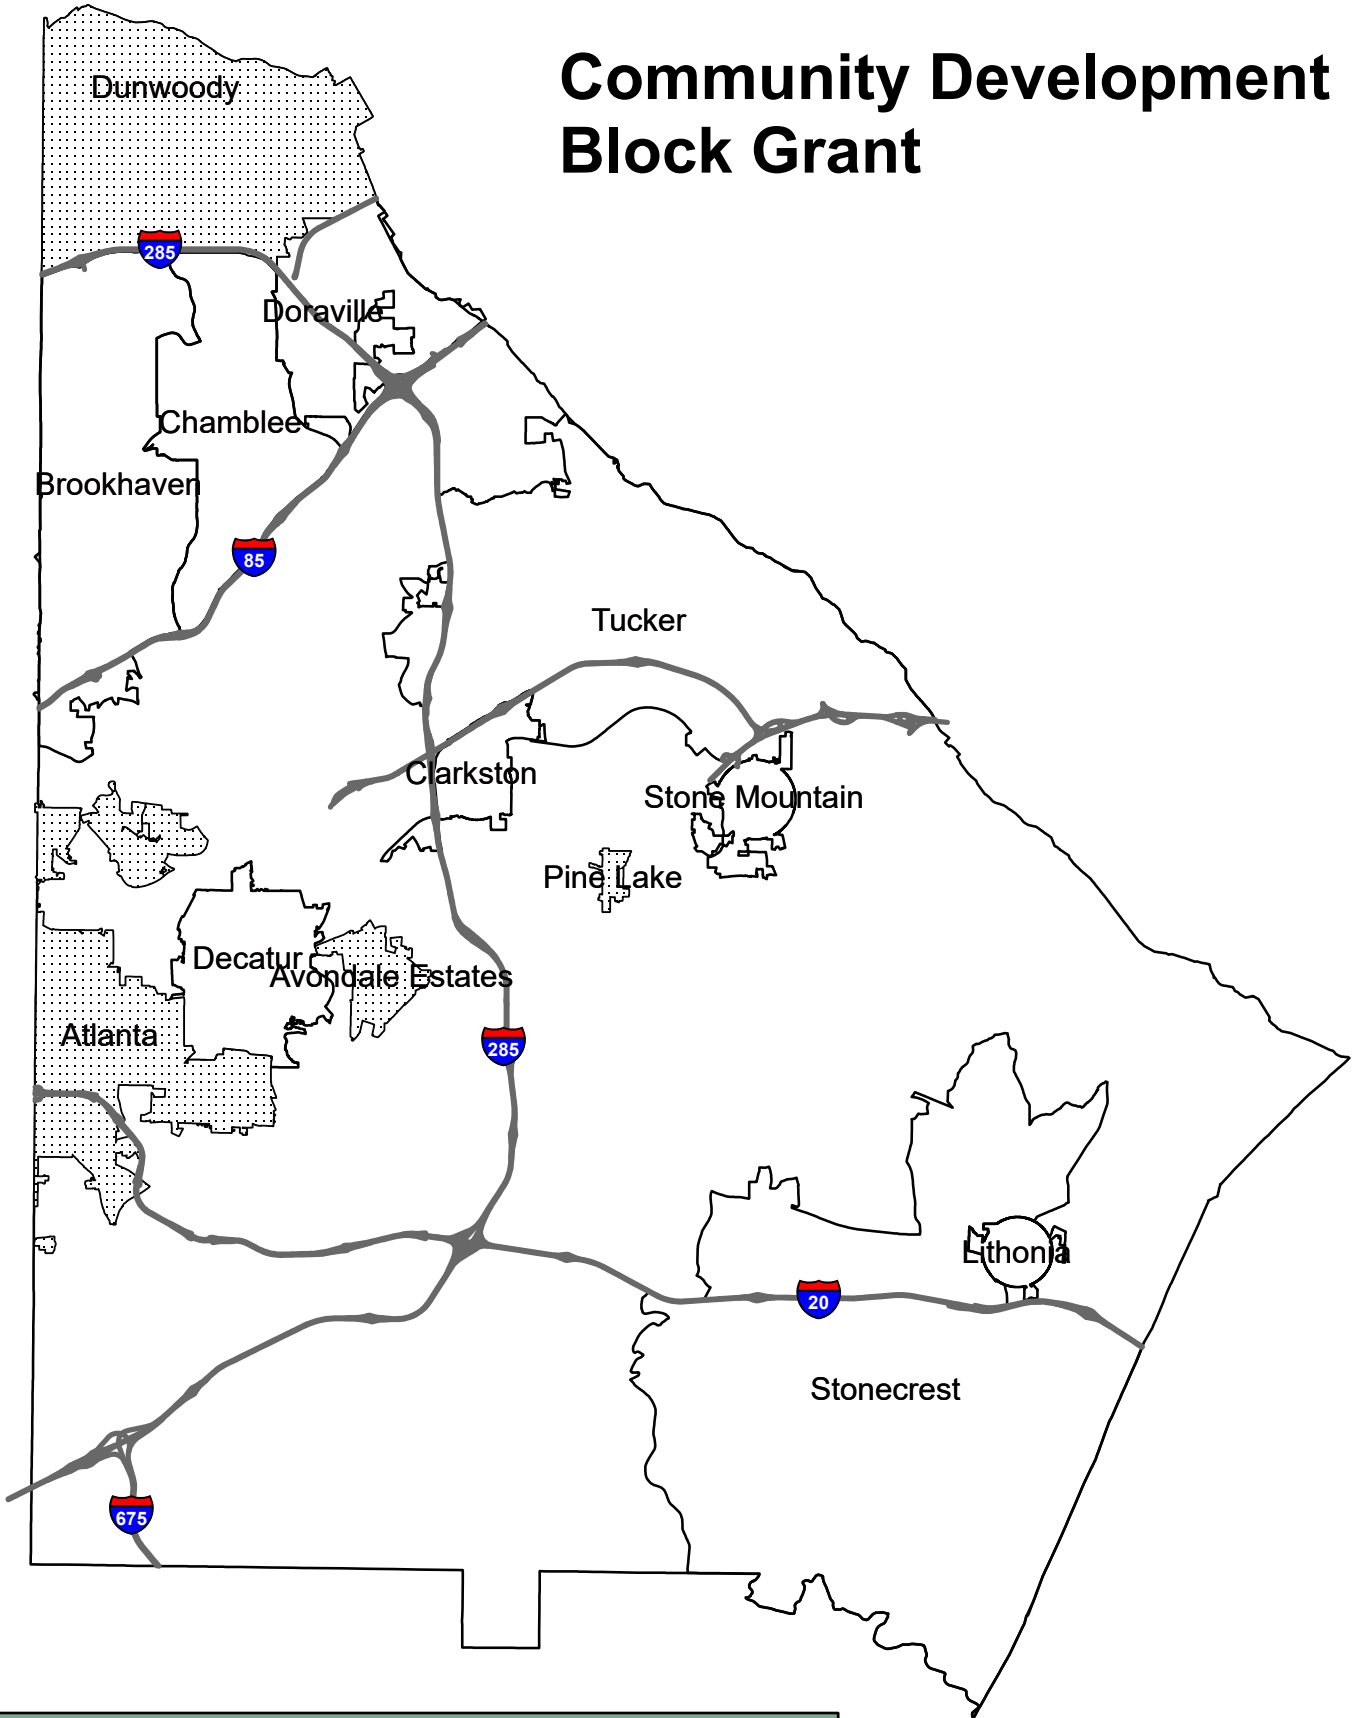 Community Development
Block Grant
Dunwoody
285
Doraville
Chamblee
Brookhaven
85
Tucker
Clarkston
Stone Mountain
Pine Lake
Decatur
Avondale Estates
Atlanta
285
Lithonia
20
Stonecrest
675